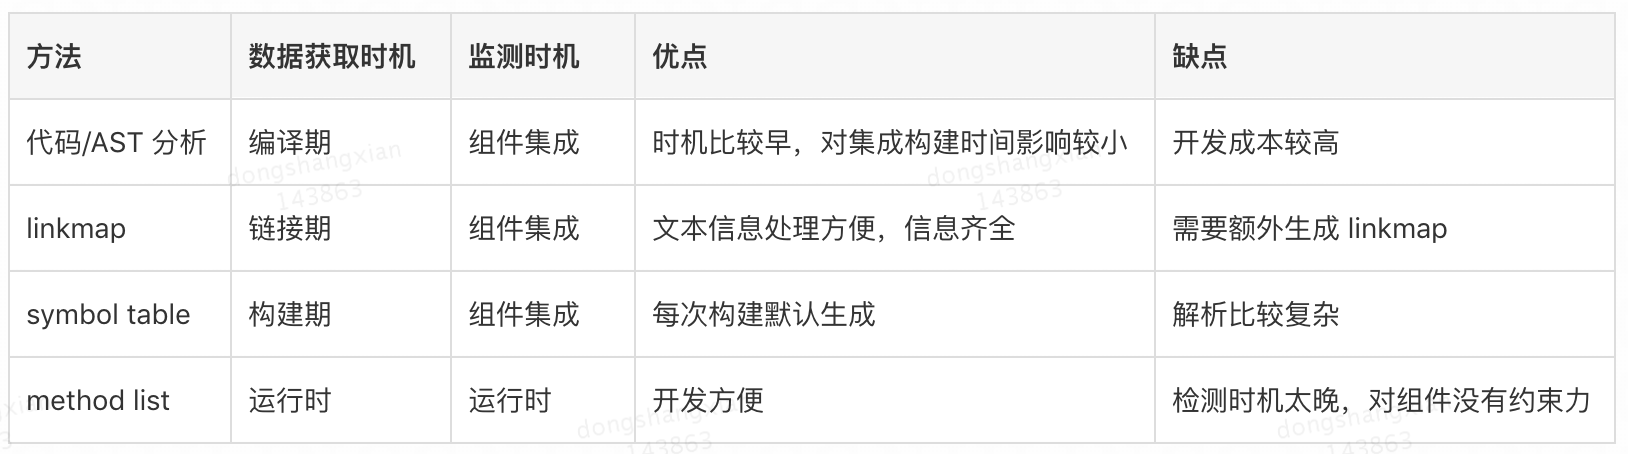 方法 数据获取时机 监测时机 优点 缺点
代码/AST 分析 编译期 组件集成 时机比较早，对集成构建时间影响较小 开发成本较高
linkmap 链接期 组件集成 文本信息处理方便，信息齐全 需要额外生成 linkmap
symbol table 构建期 组件集成 每次构建默认生成 解析比较复杂
method list 运行时 运行时 开发方便 检测时机太晚，对组件没有约束力
dongshangxian
143863
dongshangxian
143863
dongshangxian
143863
dongshangxian
143863